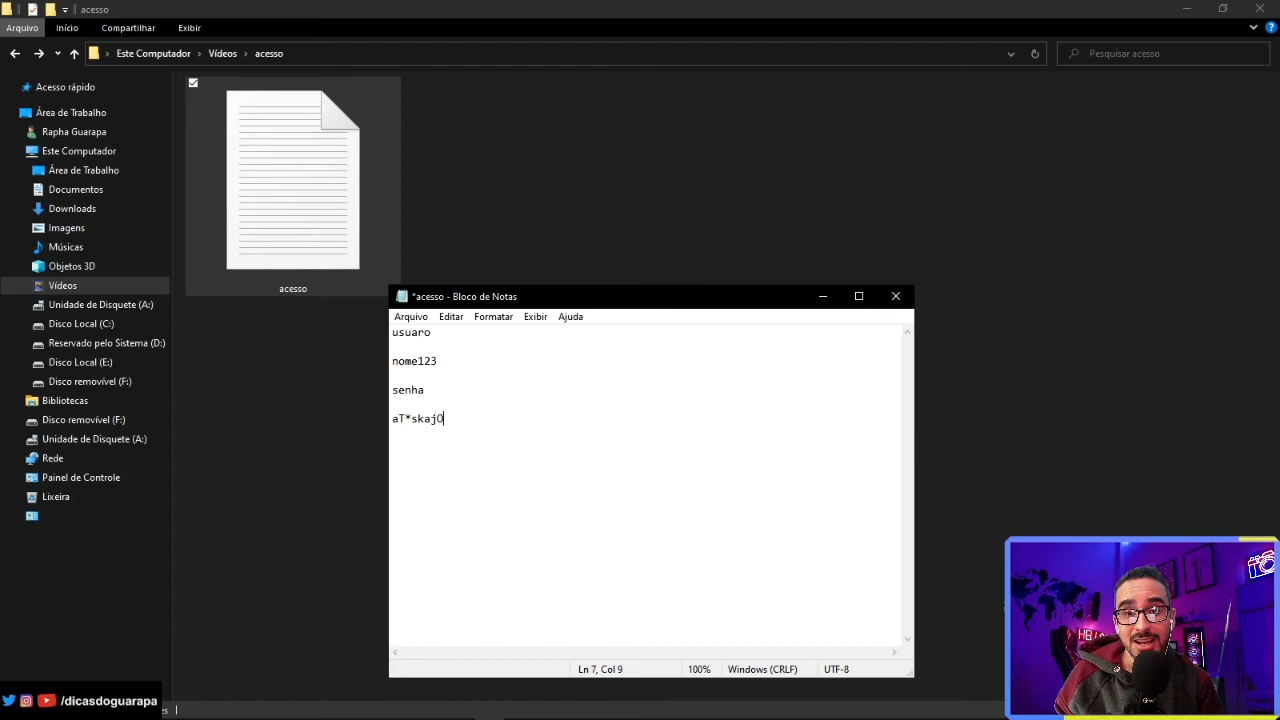 acesso
Arquivo Início Compartilhar Exibir
Este Computador > Vídeos > acesso
Pesquisar acesso
Acesso rápido
Área de Trabalho
Rapha Guarapa
Este Computador
Área de Trabalho
Documentos
Downloads
Imagens
Músicas
Objetos 3D
Vídeos
Unidade de Disquete (A:)
Disco Local (C:)
Reservado pelo Sistema (D:)
Disco Local (E:)
Disco removível (F:)
Bibliotecas
Disco removível (F:)
Unidade de Disquete (A:)
Rede
Painel de Controle
Lixeira
acesso
*acesso - Bloco de Notas
Arquivo Editar Formatar Exibir Ajuda
usuaro
nome123
senha
aT*skajO
Ln 7, Col 9 100% Windows (CRLF) UTF-8
HELLO
/dicasdoguarapa